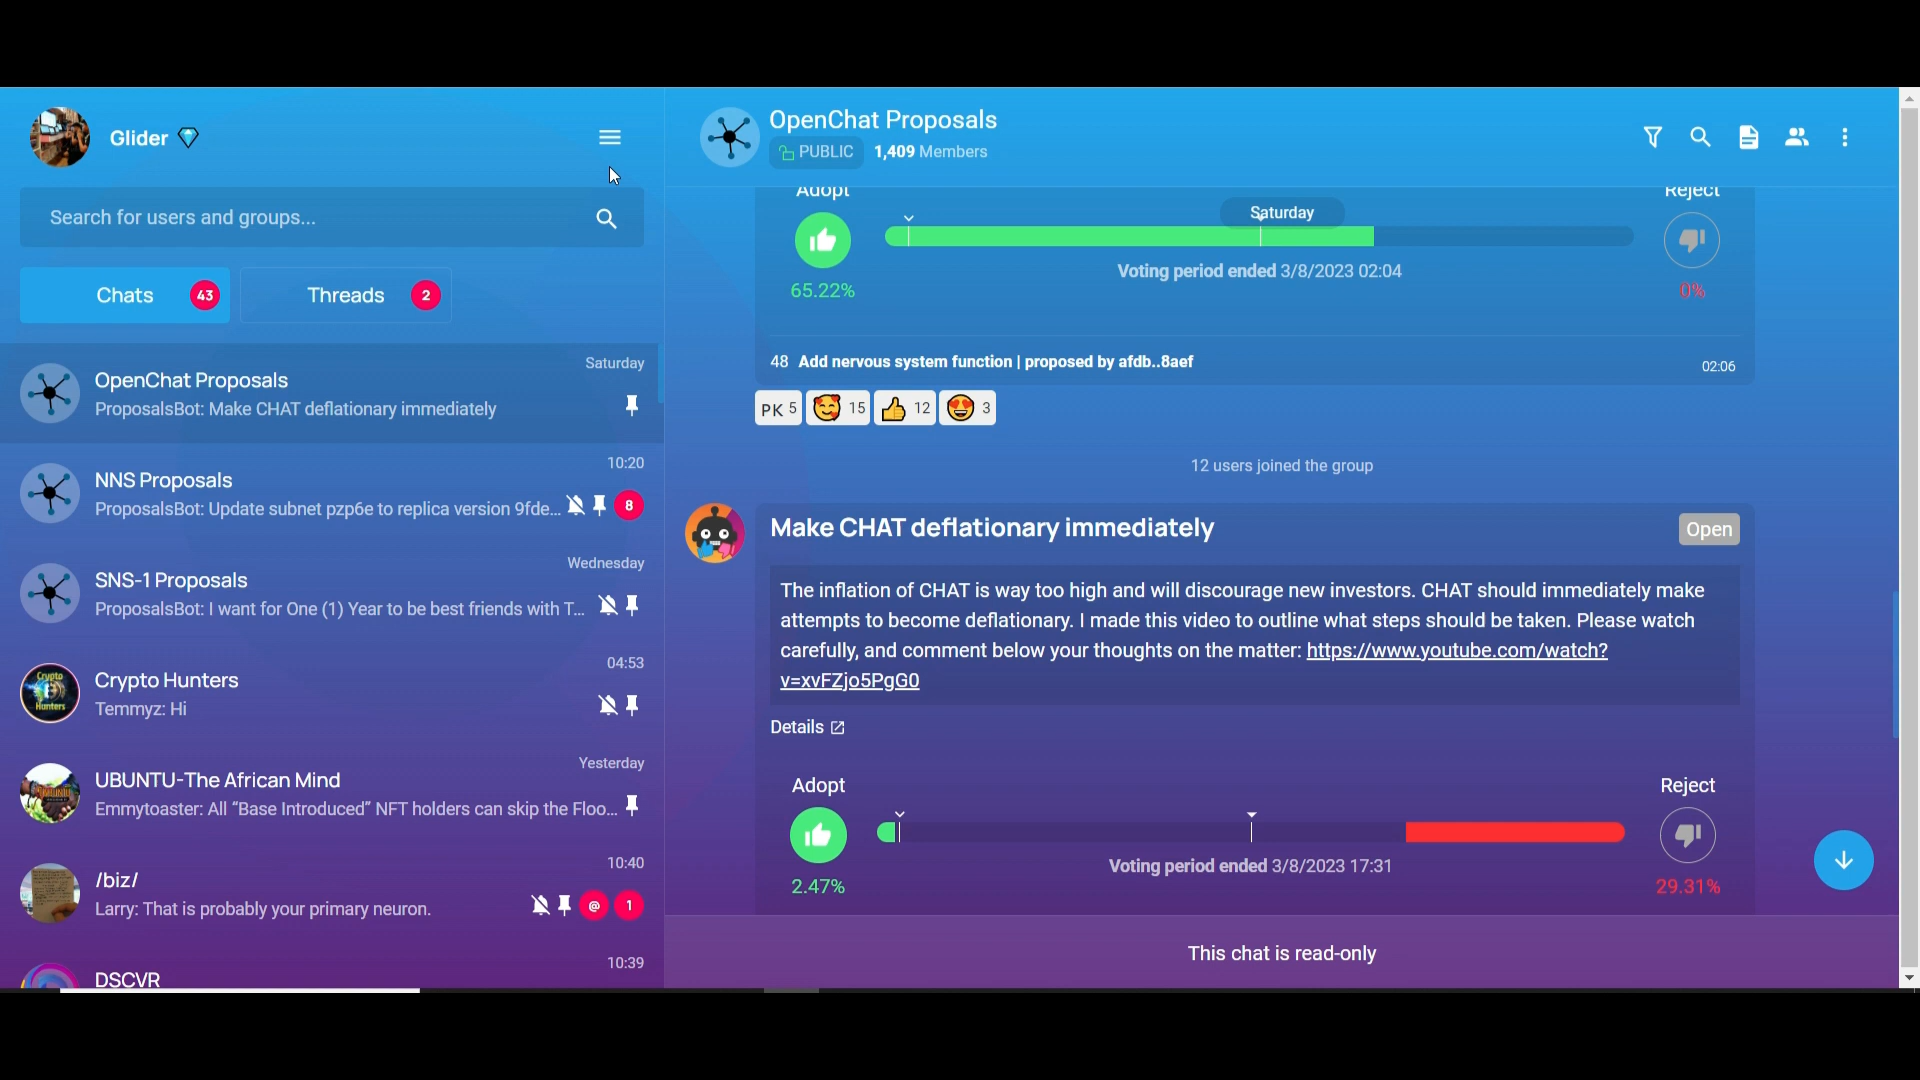 Glider
Search for users and groups...
Chats 43
Threads 2
Saturday
OpenChat Proposals
ProposalsBot: Make CHAT deflationary immediately
10:20
NNS Proposals
ProposalsBot: Update subnet pzp6e to replica version 9fde... 8
Wednesday
SNS-1 Proposals
ProposalsBot: I want for One (1) Year to be best friends with T...
04:53
Crypto Hunters
Temmyz: Hi
Yesterday
UBUNTU-The African Mind
Emmytoaster: All “Base Introduced” NFT holders can skip the Floo...
10:40
/biz/
Larry: That is probably your primary neuron. @ 1
10:39
DSCVR
OpenChat Proposals
PUBLIC 1,409 Members
Adopt
Reject
Saturday
Voting period ended 3/8/2023 02:04
65.22%
0%
48 Add nervous system function | proposed by afdb..8aef
02:06
PK 5 15 12 3
12 users joined the group
Make CHAT deflationary immediately
Open
The inflation of CHAT is way too high and will discourage new investors. CHAT should immediately make
attempts to become deflationary. I made this video to outline what steps should be taken. Please watch
carefully, and comment below your thoughts on the matter: https://www.youtube.com/watch?
v=xvFZjo5PgG0
Details
Adopt
Reject
Voting period ended 3/8/2023 17:31
2.47%
29.31%
This chat is read-only